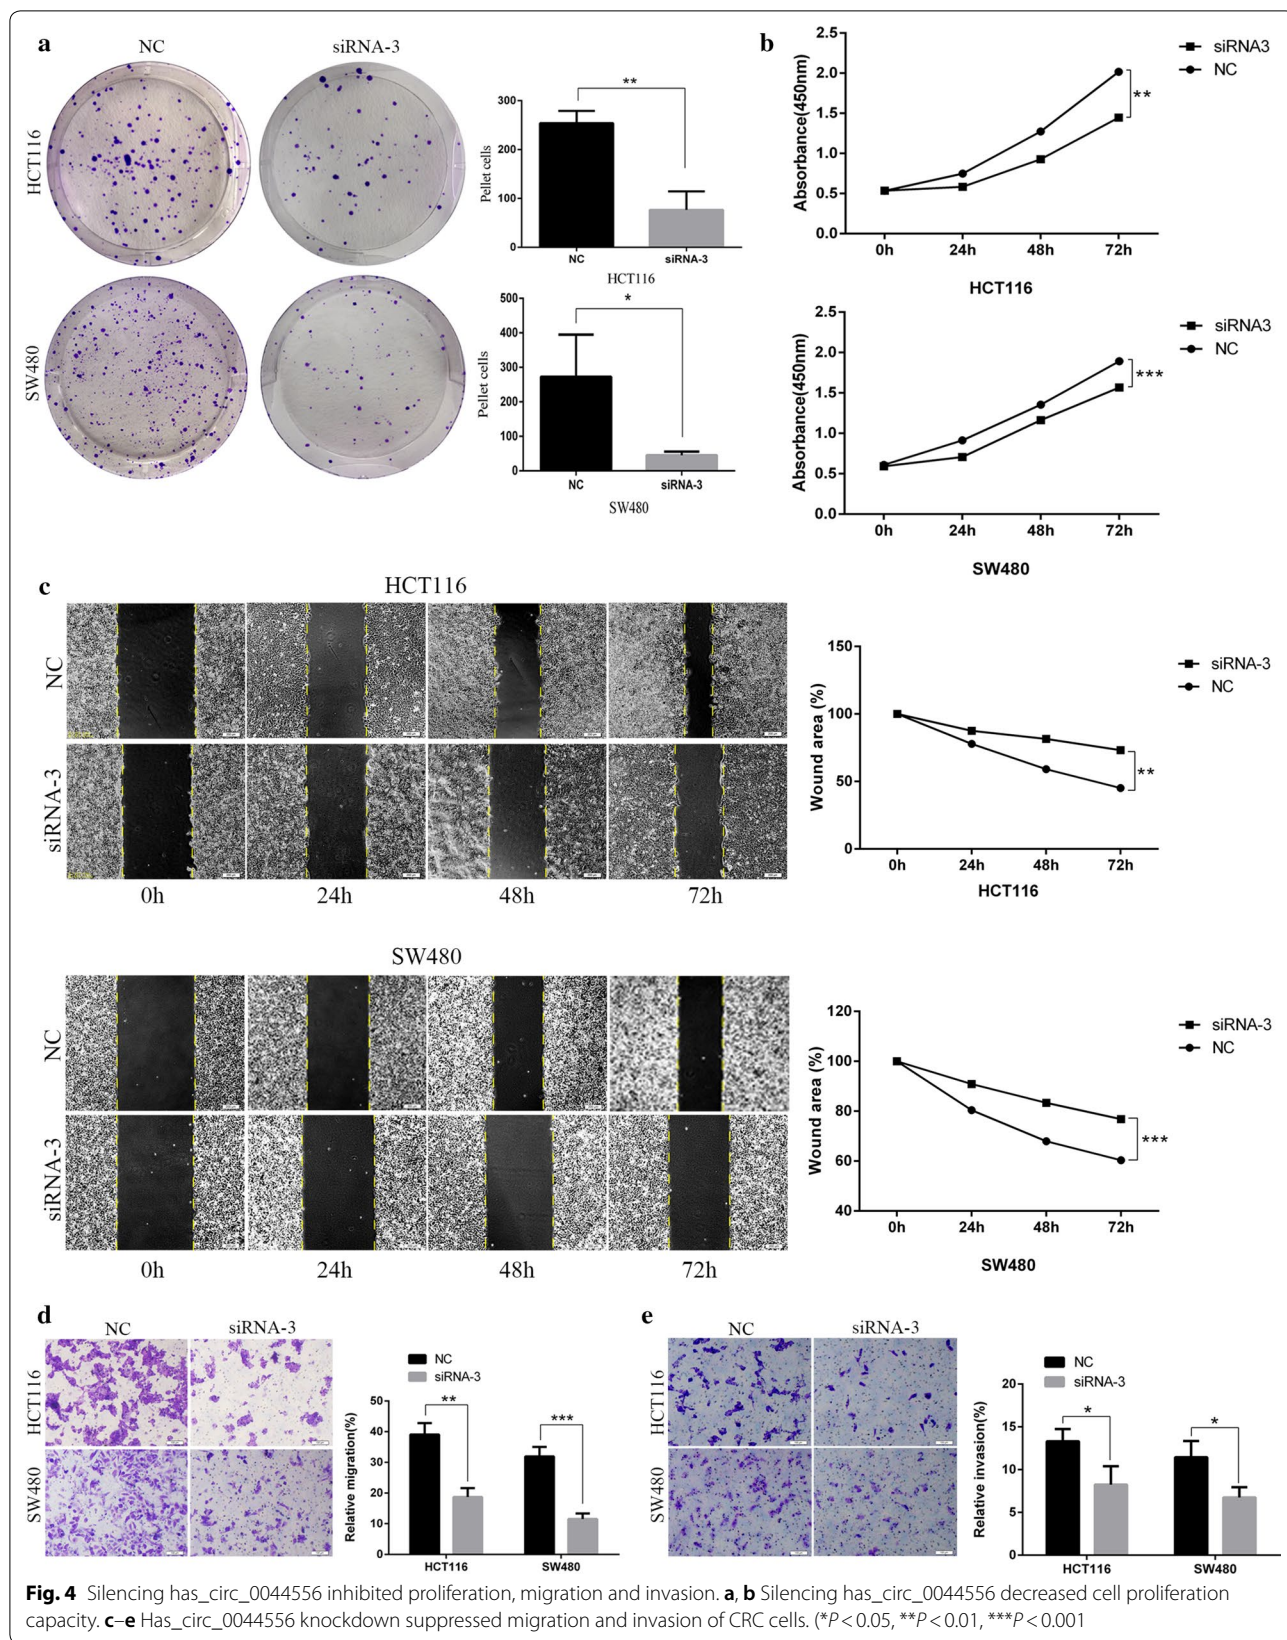 a
NC
siRNA-3
HCT116
SW480
**
300
200
100
0
Pellet cells
NC
siRNA-3
HCT116
*
500
400
300
200
100
0
Pellet cells
NC
siRNA-3
SW480
b
2.5
2.0
1.5
1.0
0.5
0.0
Absorbance(450nm)
siRNA3
NC
**
0h 24h 48h 72h
HCT116
2.5
2.0
1.5
1.0
0.5
0.0
Absorbance(450nm)
siRNA3
NC
***
0h 24h 48h 72h
SW480
c
HCT116
NC
siRNA-3
0h 24h 48h 72h
150
100
50
0
Wound area (%)
siRNA-3
NC
**
0h 24h 48h 72h
HCT116
SW480
NC
siRNA-3
0h 24h 48h 72h
120
100
80
60
40
Wound area (%)
siRNA-3
NC
***
0h 24h 48h 72h
SW480
d
NC siRNA-3
HCT116
SW480
NC
siRNA-3
50
40
30
20
10
0
Relative migration(%)
**
***
HCT116 SW480
e
NC siRNA-3
HCT116
SW480
NC
siRNA-3
20
15
10
5
0
Relative invasion(%)
*
*
HCT116 SW480
Fig. 4 Silencing has_circ_0044556 inhibited proliferation, migration and invasion. a, b Silencing has_circ_0044556 decreased cell proliferation
capacity. c–e Has_circ_0044556 knockdown suppressed migration and invasion of CRC cells. (*P < 0.05, **P < 0.01, ***P < 0.001